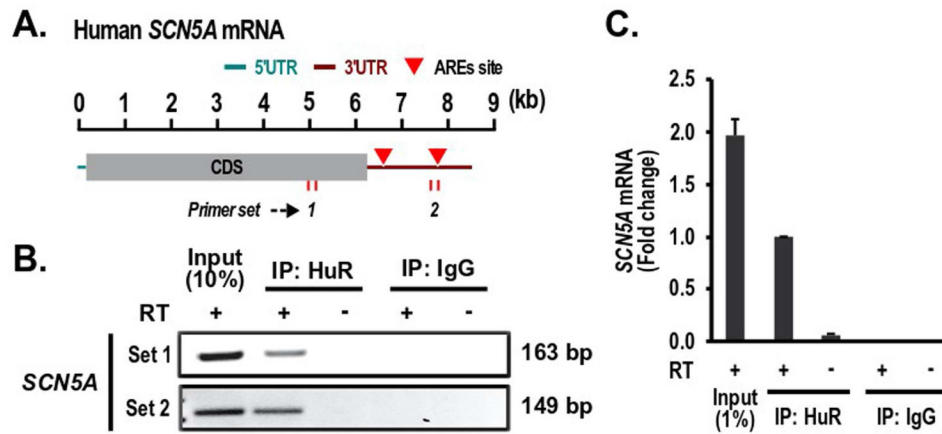 A.
Human SCN5A mRNA
5'UTR 3'UTR AREs site
0 1 2 3 4 5 6 7 8 9 (kb)
CDS
Primer set 1 2
B.
Input (10%) IP: HuR IP: IgG
RT + + - + -
SCN5A
Set 1 163 bp
Set 2 149 bp
C.
SCN5A mRNA
(Fold change)
2.5
2.0
1.5
1.0
0.5
0.0
RT + + - + -
Input (1%) IP: HuR IP: IgG